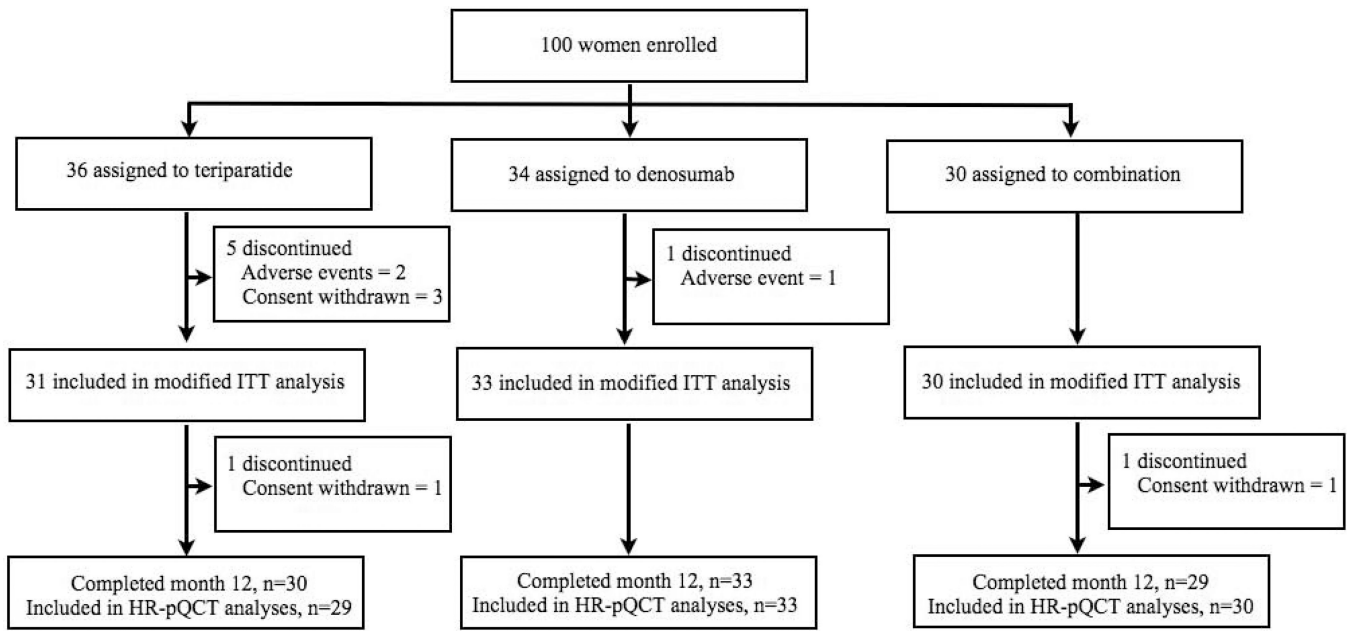 100 women enrolled
36 assigned to teriparatide
34 assigned to denosumab
30 assigned to combination
5 discontinued
Adverse events = 2
Consent withdrawn = 3
1 discontinued
Adverse event = 1
31 included in modified ITT analysis
33 included in modified ITT analysis
30 included in modified ITT analysis
1 discontinued
Consent withdrawn = 1
1 discontinued
Consent withdrawn = 1
Completed month 12, n=30
Included in HR-pQCT analyses, n=29
Completed month 12, n=33
Included in HR-pQCT analyses, n=33
Completed month 12, n=29
Included in HR-pQCT analyses, n=30